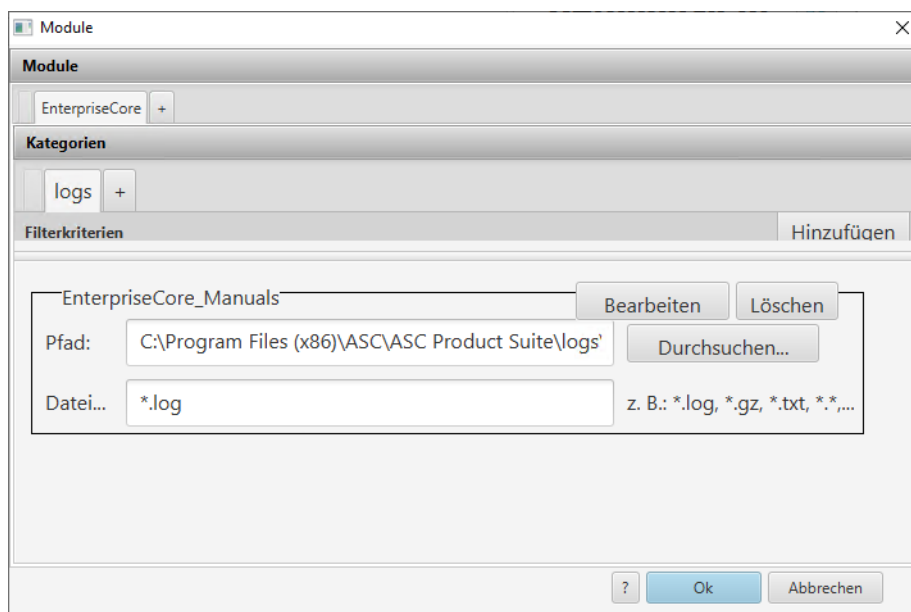 Module
Module
EnterpriseCore +
Kategorien
logs +
Filterkriterien Hinzufügen
EnterpriseCore_Manuals Bearbeiten Löschen
Pfad: C:\Program Files (x86)\ASC\ASC Product Suite\logs\ Durchsuchen...
Datei... *.log z. B.: *.log, *.gz, *.txt, *.*,...
? Ok Abbrechen